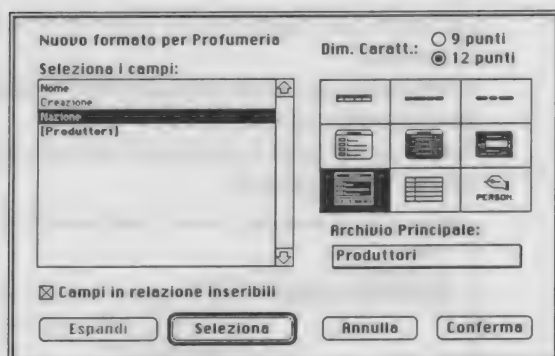 Nuovo formato per Profumeria
Dim. Caratt.:
9 punti
12 punti
Seleziona i campi:
Nome
Creazione
Nazione
[Produttori]
PERSON.
Archivio Principale:
Produttori
Campi in relazione inseribili
Espandi
Seleziona
Annulla
Conferma